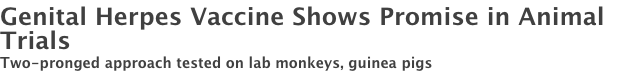 Genital Herpes Vaccine Shows Promise in Animal
Trials
Two-pronged approach tested on lab monkeys, guinea pigs